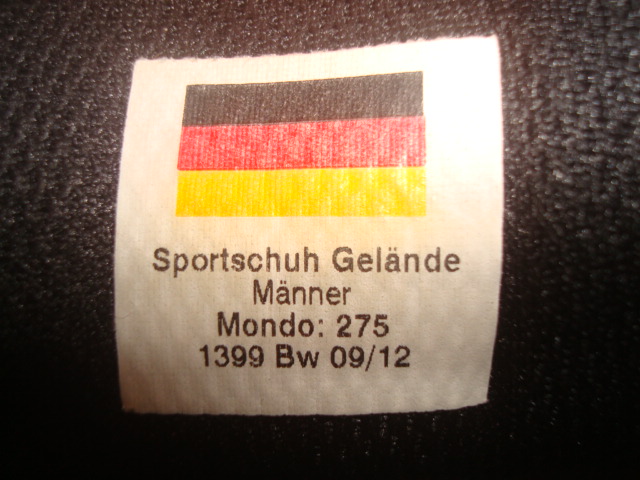 Sportschuh Gelände
Männer
Mondo: 275
1399 Bw 09/12